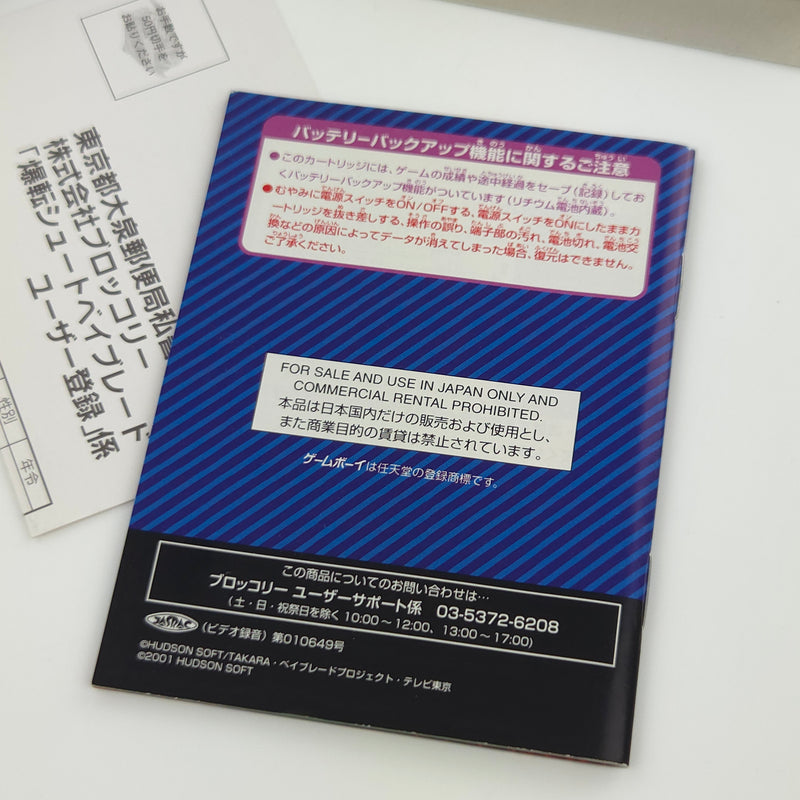 お手数ですが
50円切手を
お貼りください
東京都大泉郵便局私書
株式会社ブロッコリー
「爆転シュートベイブレード
ユーザー登録」係
性別
年令
バッテリーバックアップ機能に関するご注意
●このカートリッジには、ゲームの成績や途中経過をセーブ(記録)してお
くバッテリーバックアップ機能がついています(リチウム電池内蔵)。
●むやみに電源スイッチをON/OFFする、電源スイッチをONにしたままカ
ートリッジを抜き差しする、操作の誤り、端子部の汚れ、電池切れ、電池交
換などの原因によってデータが消えてしまった場合、復元はできません。
ご了承ください。
FOR SALE AND USE IN JAPAN ONLY AND
COMMERCIAL RENTAL PROHIBITED.
本品は日本国内だけの販売および使用とし、
また商業目的の賃貸は禁止されています。
ゲームボーイは任天堂の登録商標です。
この商品についてのお問い合わせは…
ブロッコリー ユーザーサポート係 03-5372-6208
(土・日・祝祭日を除く 10:00~12:00、13:00~17:00)
JASPAC (ビデオ録音) 第010649号
©HUDSON SOFT/TAKARA・ベイブレードプロジェクト・テレビ東京
©2001 HUDSON SOFT